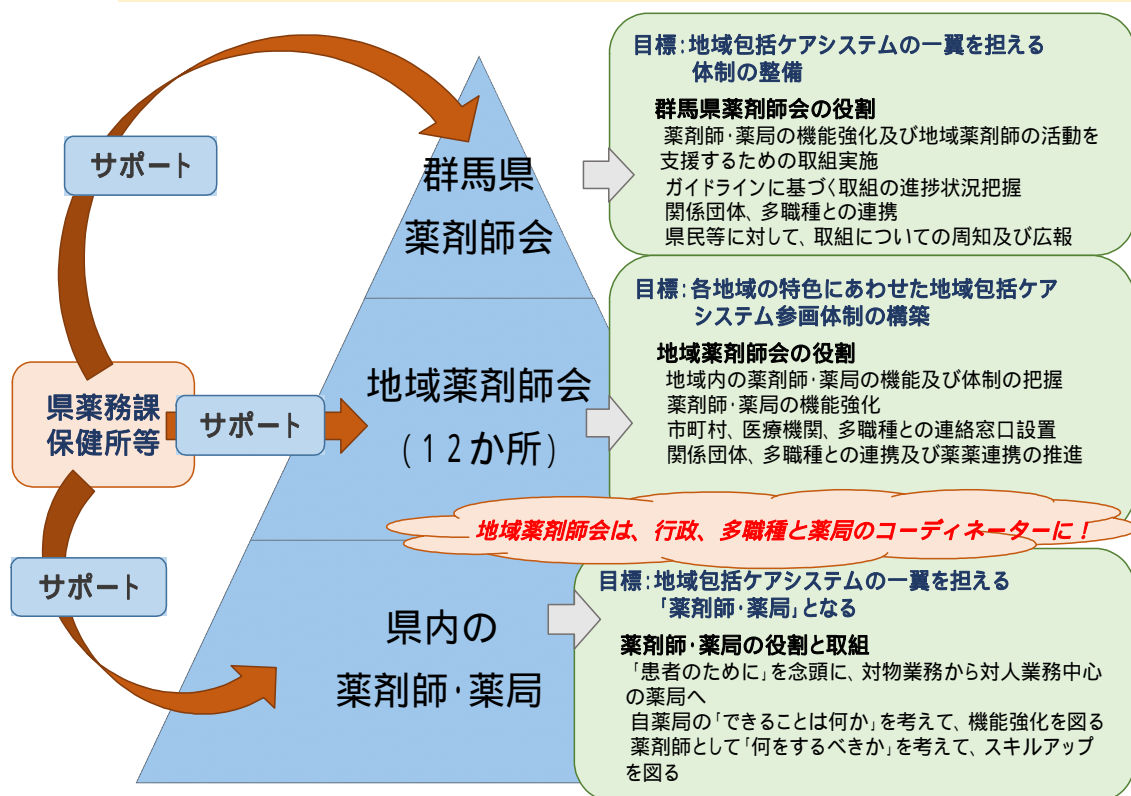 サポート
群馬県
薬剤師会
目標:地域包括ケアシステムの一翼を担える
体制の整備
群馬県薬剤師会の役割
薬剤師・薬局の機能強化及び地域薬剤師の活動を
支援するための取組実施
ガイドラインに基づく取組の進捗状況把握
関係団体、多職種との連携
県民等に対して、取組についての周知及び広報
県薬務課
保健所等
サポート
地域薬剤師会
(12か所)
目標:各地域の特色にあわせた地域包括ケア
システム参画体制の構築
地域薬剤師会の役割
地域内の薬剤師・薬局の機能及び体制の把握
薬剤師・薬局の機能強化
市町村、医療機関、多職種との連絡窓口設置
関係団体、多職種との連携及び薬薬連携の推進
地域薬剤師会は、行政、多職種と薬局のコーディネーターに!
サポート
県内の
薬剤師・薬局
目標:地域包括ケアシステムの一翼を担える
「薬剤師・薬局」となる
薬剤師・薬局の役割と取組
「患者のために」を念頭に、対物業務から対人業務中心
の薬局へ
自薬局の「できることは何か」を考えて、機能強化を図る
薬剤師として「何をするべきか」を考えて、スキルアップ
を図る